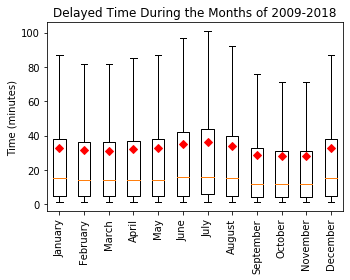 Delayed Time During the Months of 2009-2018
Time (minutes)
100
80
60
40
20
0
January
February
March
April
May
June
July
August
September
October
November
December